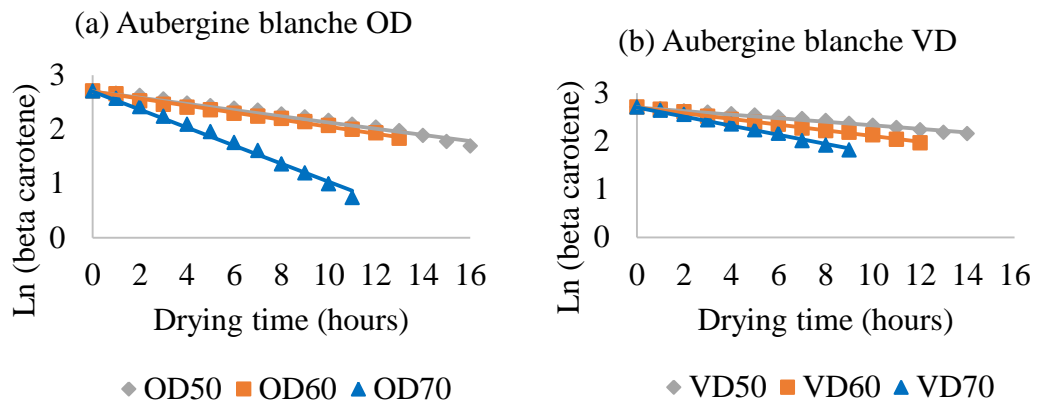 (a) Aubergine blanche OD
Ln (beta carotene)
3
2
1
0
0 2 4 6 8 10 12 14 16
Drying time (hours)
OD50 OD60 OD70
(b) Aubergine blanche VD
Ln (beta carotene)
3
2
1
0
0 2 4 6 8 10 12 14 16
Drying time (hours)
VD50 VD60 VD70